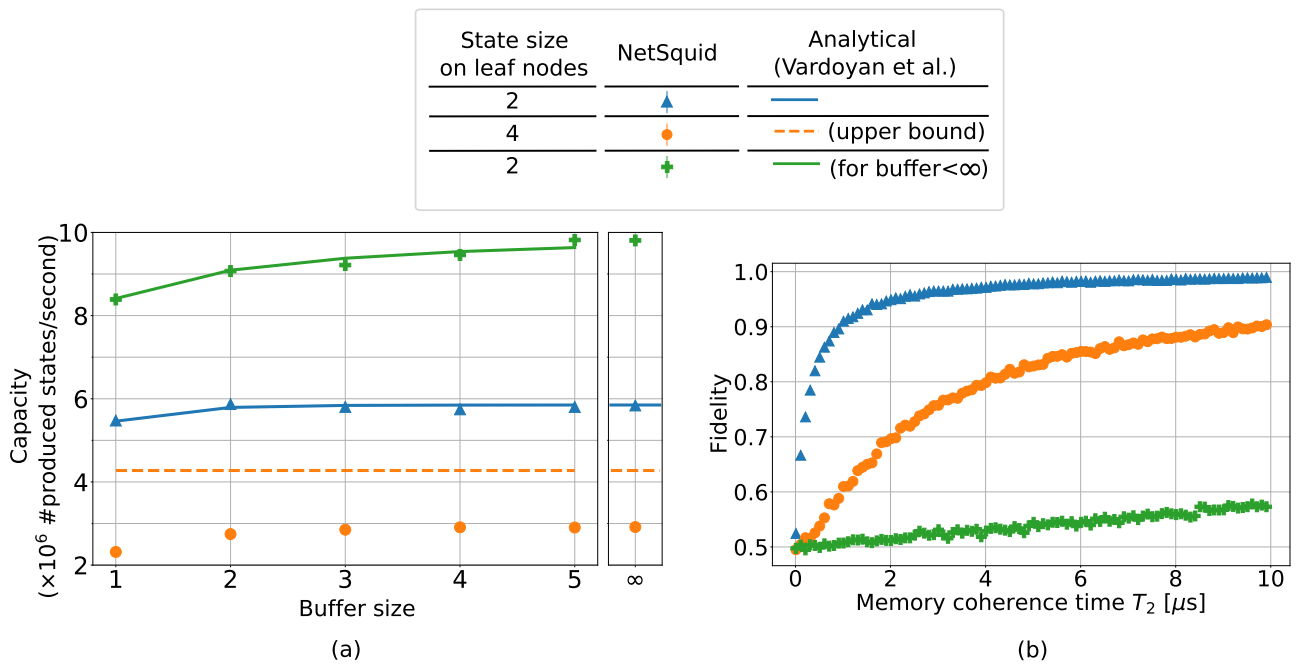 State size
on leaf nodes
NetSquid
Analytical
(Vardoyan et al.)
2
4
(upper bound)
2
(for buffer<∞)
Capacity
(×10⁶ #produced states/second)
10
8
6
4
2
1
2
3
4
5
∞
Buffer size
(a)
Fidelity
1.0
0.9
0.8
0.7
0.6
0.5
0
2
4
6
8
10
Memory coherence time T₂ [μs]
(b)